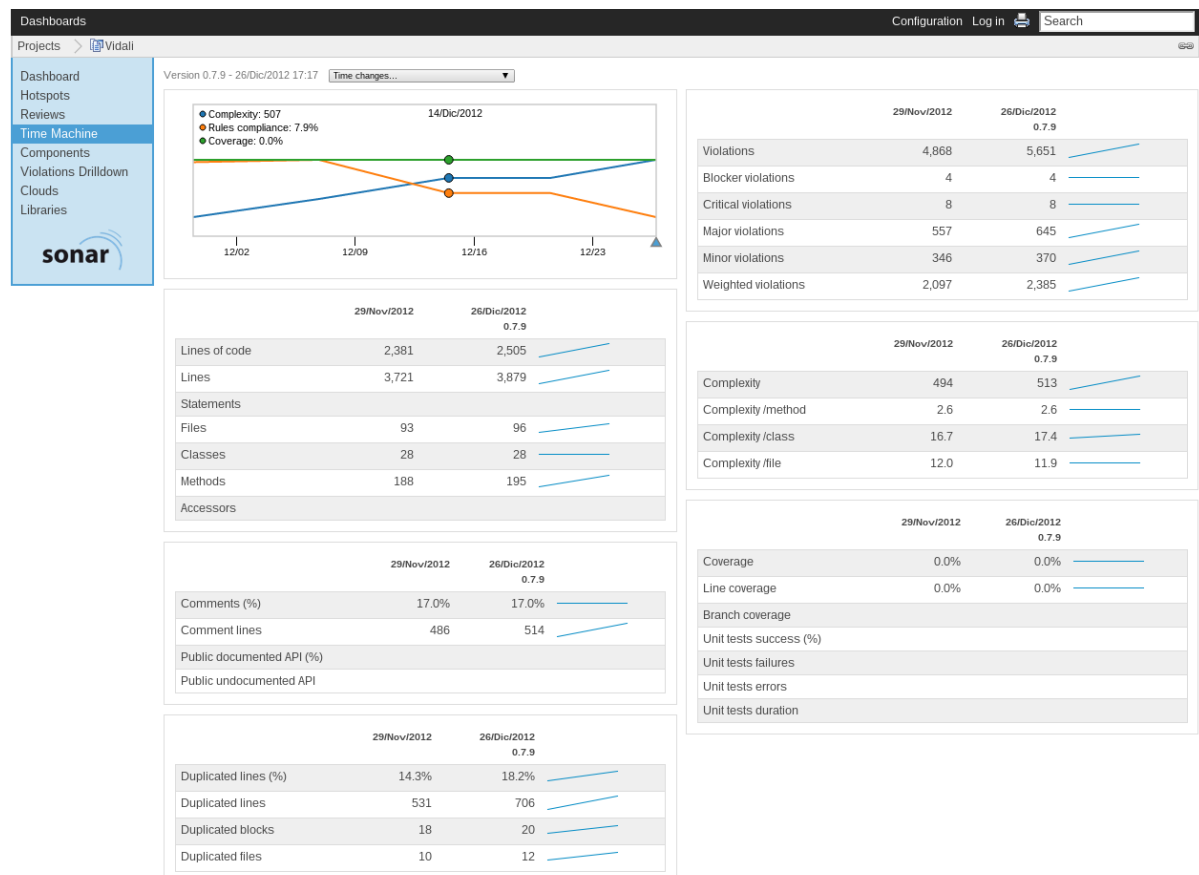 Dashboards
Configuration Log in Search
Projects Vidali
Dashboard
Hotspots
Reviews
Time Machine
Components
Violations Drilldown
Clouds
Libraries
sonar
Version 0.7.9 - 26/Dic/2012 17:17 Time changes...
Complexity: 507 14/Dic/2012
Rules compliance: 7.9%
Coverage: 0.0%
12/02 12/09 12/16 12/23
29/Nov/2012 26/Dic/2012
0.7.9
Lines of code 2,381 2,505
Lines 3,721 3,879
Statements
Files 93 96
Classes 28 28
Methods 188 195
Accessors
29/Nov/2012 26/Dic/2012
0.7.9
Comments (%) 17.0% 17.0%
Comment lines 486 514
Public documented API (%)
Public undocumented API
29/Nov/2012 26/Dic/2012
0.7.9
Duplicated lines (%) 14.3% 18.2%
Duplicated lines 531 706
Duplicated blocks 18 20
Duplicated files 10 12
29/Nov/2012 26/Dic/2012
0.7.9
Violations 4,868 5,651
Blocker violations 4 4
Critical violations 8 8
Major violations 557 645
Minor violations 346 370
Weighted violations 2,097 2,385
29/Nov/2012 26/Dic/2012
0.7.9
Complexity 494 513
Complexity /method 2.6 2.6
Complexity /class 16.7 17.4
Complexity /file 12.0 11.9
29/Nov/2012 26/Dic/2012
0.7.9
Coverage 0.0% 0.0%
Line coverage 0.0% 0.0%
Branch coverage
Unit tests success (%)
Unit tests failures
Unit tests errors
Unit tests duration